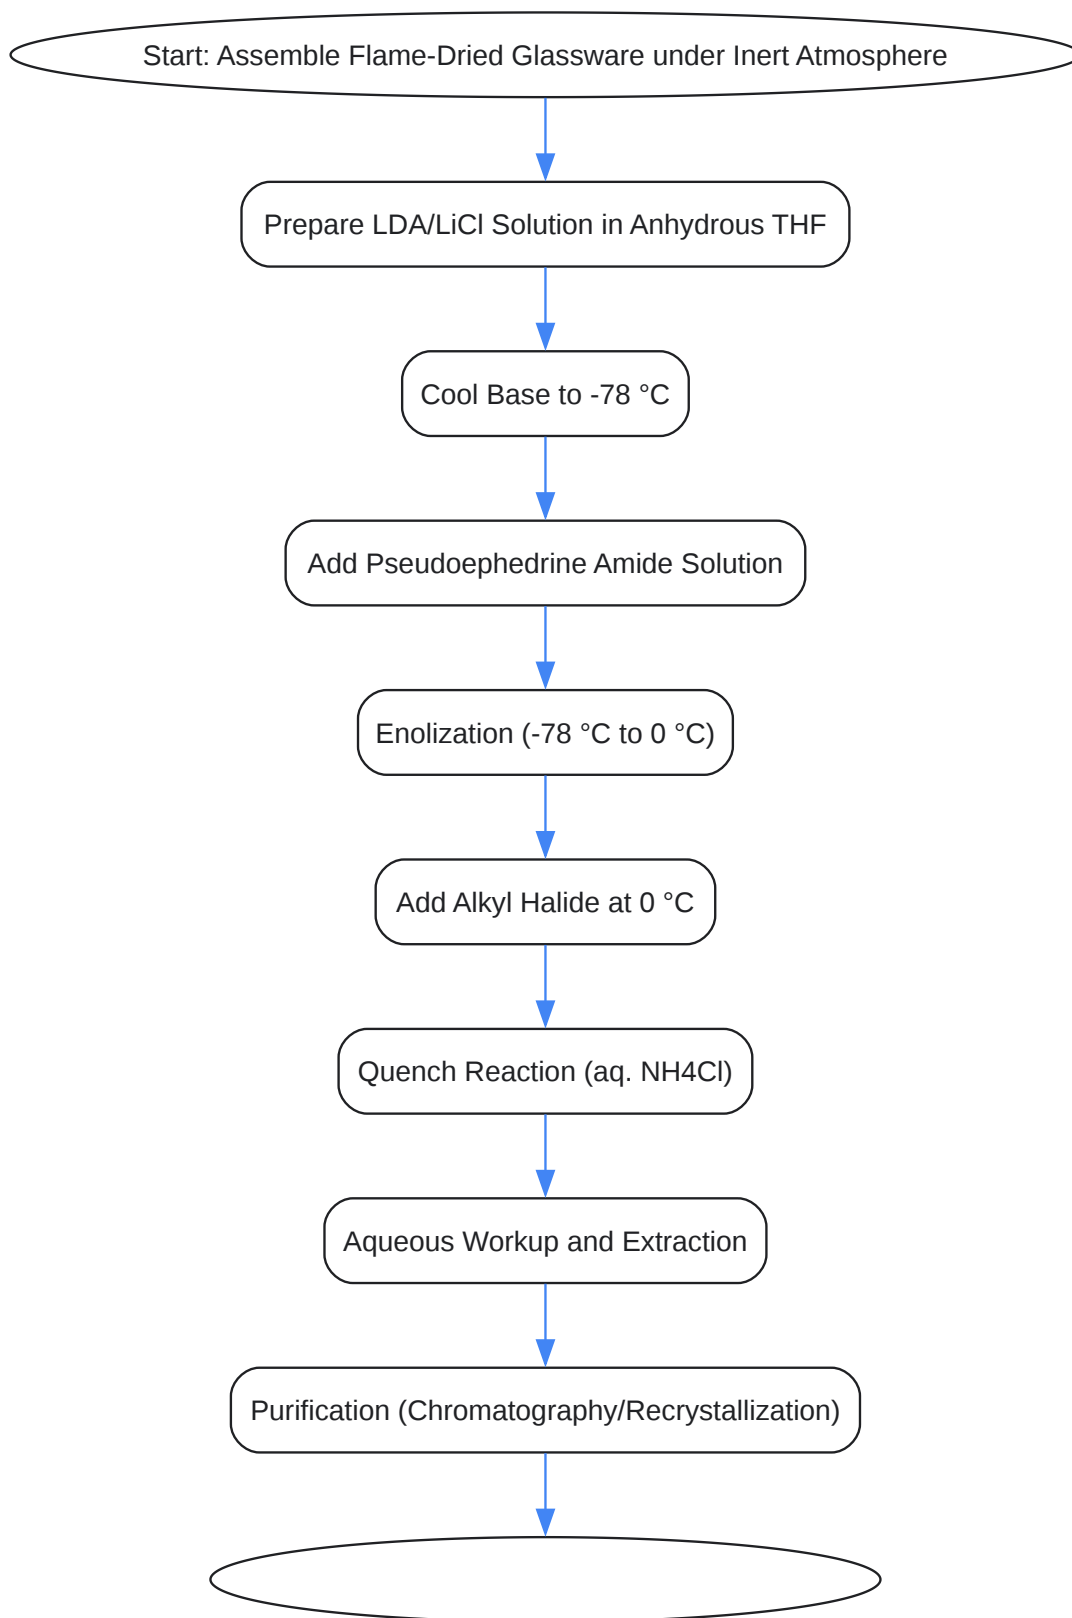 Start: Assemble Flame-Dried Glassware under Inert Atmosphere
Prepare LDA/LiCl Solution in Anhydrous THF
Cool Base to -78 °C
Add Pseudoephedrine Amide Solution
Enolization (-78 °C to 0 °C)
Add Alkyl Halide at 0 °C
Quench Reaction (aq. NH4Cl)
Aqueous Workup and Extraction
Purification (Chromatography/Recrystallization)